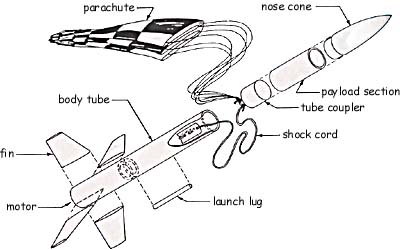 parachute
nose cone
payload section
tube coupler
body tube
shock cord
fin
launch lug
motor